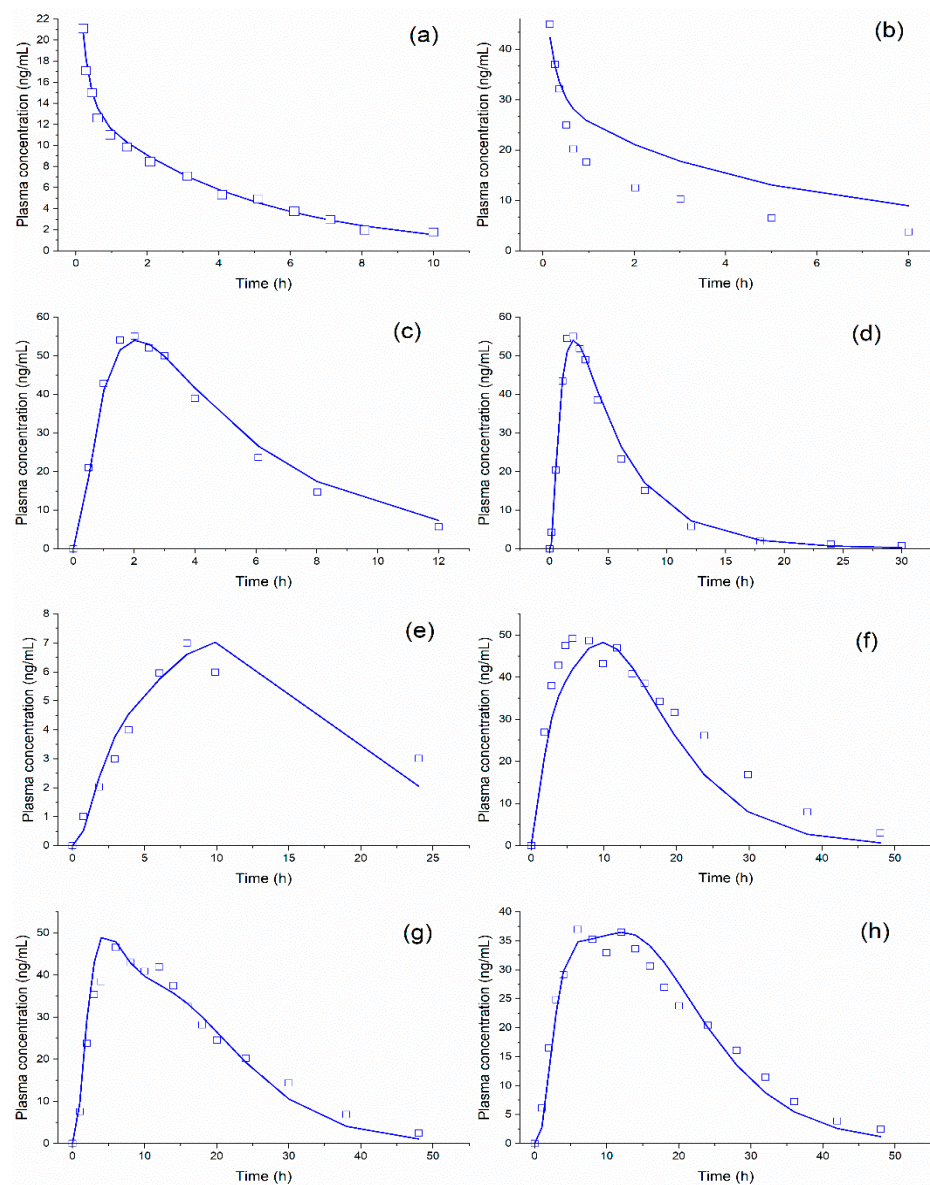 (a)
Plasma concentration (ng/mL)
22
20
18
16
14
12
10
8
6
4
2
0
0 2 4 6 8 10
Time (h)
(b)
Plasma concentration (ng/mL)
40
30
20
10
0
0 2 4 6 8
Time (h)
(c)
Plasma concentration (ng/mL)
60
50
40
30
20
10
0
0 2 4 6 8 10 12
Time (h)
(d)
Plasma concentration (ng/mL)
60
50
40
30
20
10
0
0 5 10 15 20 25 30
Time (h)
(e)
Plasma concentration (ng/mL)
8
7
6
5
4
3
2
1
0
0 5 10 15 20 25
Time (h)
(f)
Plasma concentration (ng/mL)
50
40
30
20
10
0
0 10 20 30 40 50
Time (h)
(g)
Plasma concentration (ng/mL)
50
40
30
20
10
0
0 10 20 30 40 50
Time (h)
(h)
Plasma concentration (ng/mL)
40
35
30
25
20
15
10
5
0
0 10 20 30 40 50
Time (h)